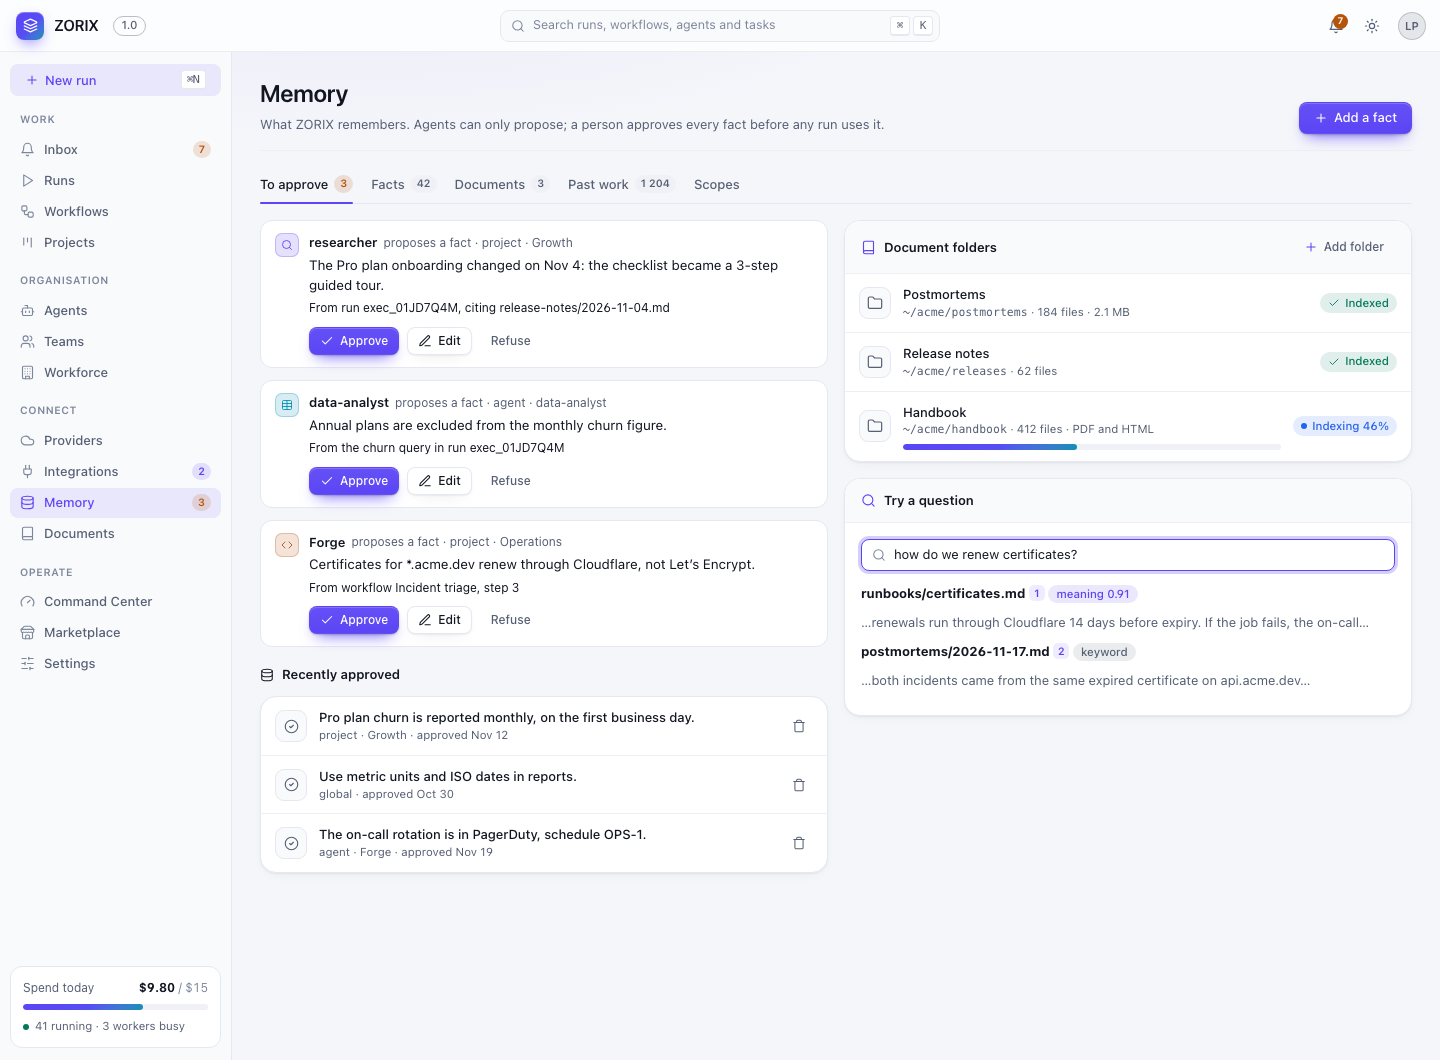 ZORIX 1.0
Search runs, workflows, agents and tasks ⌘ K
7
LP
New run ⌘N
WORK
Inbox 7
Runs
Workflows
Projects
ORGANISATION
Agents
Teams
Workforce
CONNECT
Providers
Integrations 2
Memory 3
Documents
OPERATE
Command Center
Marketplace
Settings
Spend today $9.80 / $15
41 running · 3 workers busy
Memory
What ZORIX remembers. Agents can only propose; a person approves every fact before any run uses it.
Add a fact
To approve 3 Facts 42 Documents 3 Past work 1 204 Scopes
researcher proposes a fact · project · Growth
The Pro plan onboarding changed on Nov 4: the checklist became a 3-step
guided tour.
From run exec_01JD7Q4M, citing release-notes/2026-11-04.md
Approve Edit Refuse
data-analyst proposes a fact · agent · data-analyst
Annual plans are excluded from the monthly churn figure.
From the churn query in run exec_01JD7Q4M
Approve Edit Refuse
Forge proposes a fact · project · Operations
Certificates for *.acme.dev renew through Cloudflare, not Let’s Encrypt.
From workflow Incident triage, step 3
Approve Edit Refuse
Recently approved
Pro plan churn is reported monthly, on the first business day.
project · Growth · approved Nov 12
Use metric units and ISO dates in reports.
global · approved Oct 30
The on-call rotation is in PagerDuty, schedule OPS-1.
agent · Forge · approved Nov 19
Document folders Add folder
Postmortems
~/acme/postmortems · 184 files · 2.1 MB
Indexed
Release notes
~/acme/releases · 62 files
Indexed
Handbook
~/acme/handbook · 412 files · PDF and HTML
Indexing 46%
Try a question
how do we renew certificates?
runbooks/certificates.md 1 meaning 0.91
…renewals run through Cloudflare 14 days before expiry. If the job fails, the on-call…
postmortems/2026-11-17.md 2 keyword
…both incidents came from the same expired certificate on api.acme.dev…